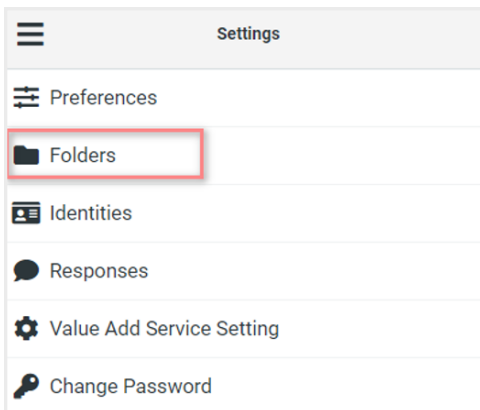 Settings
Preferences
Folders
Identities
Responses
Value Add Service Setting
Change Password